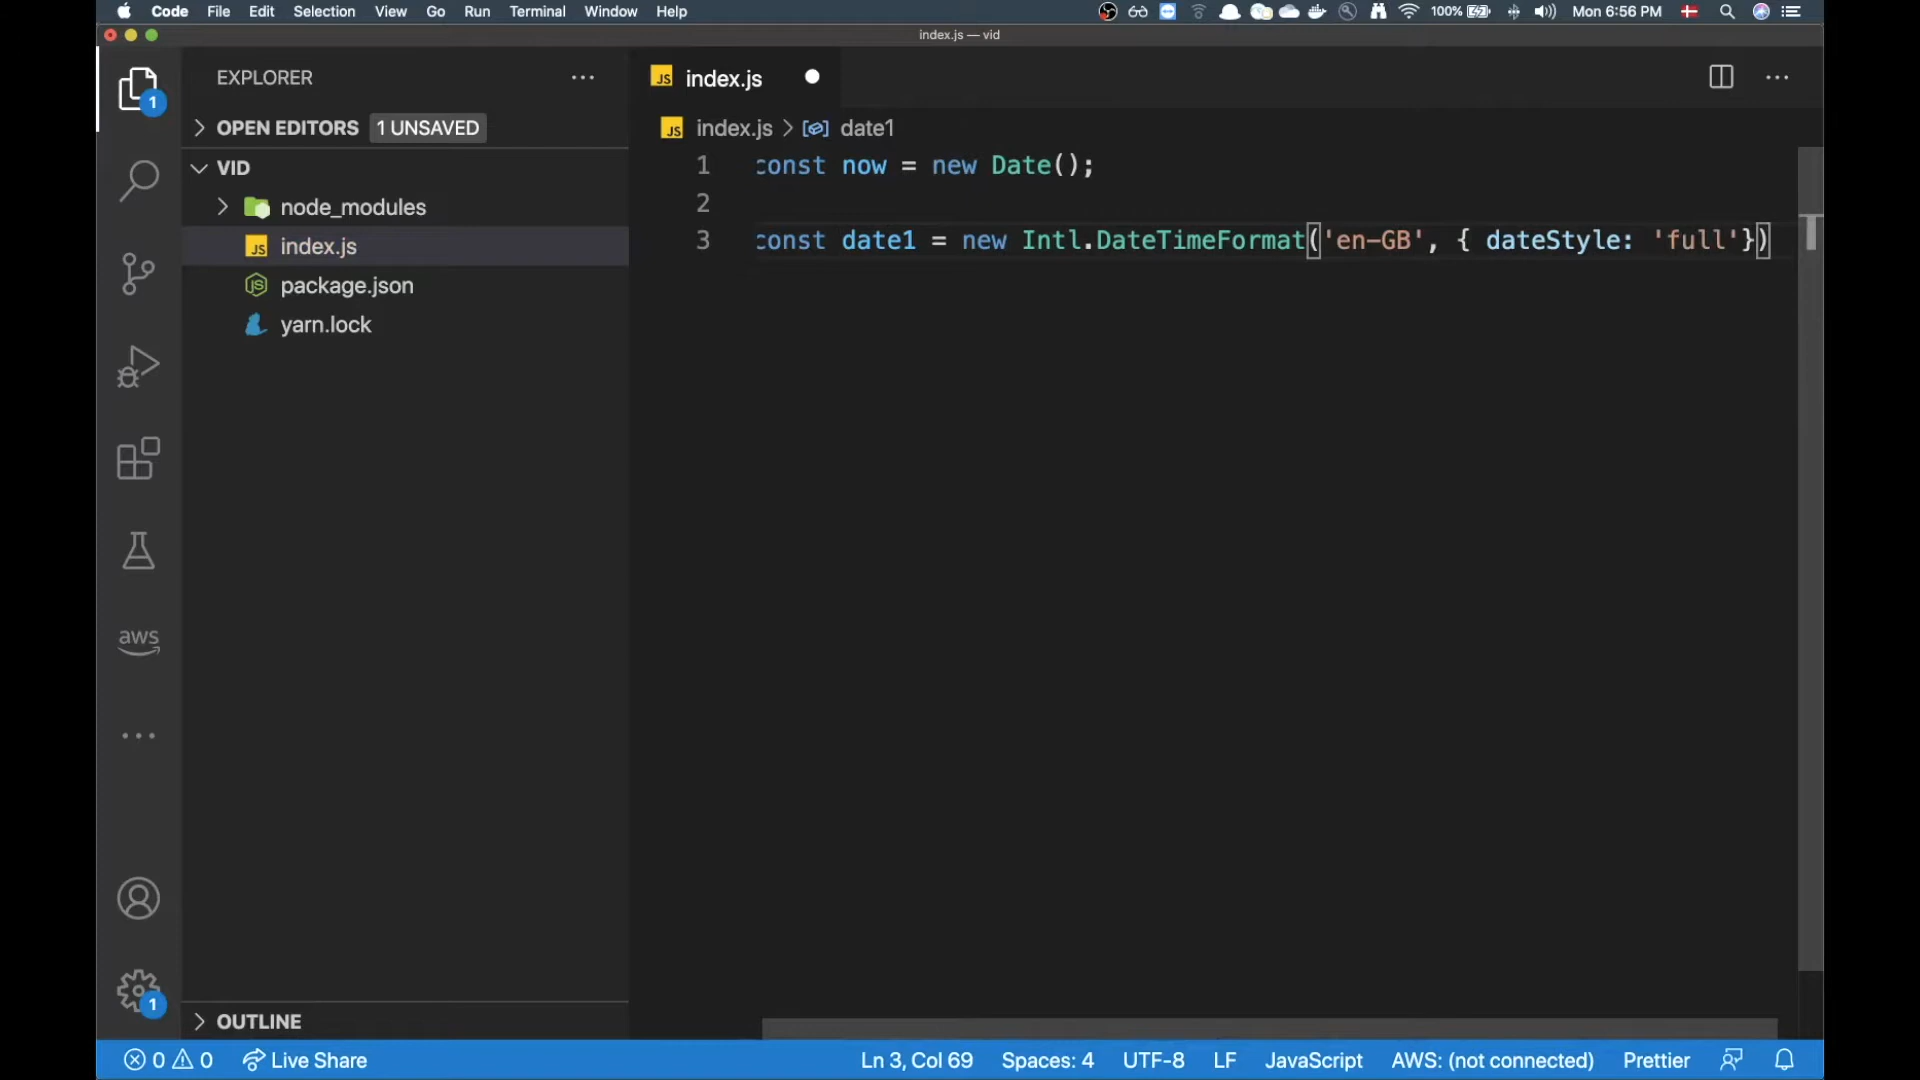 Code File Edit Selection View Go Run Terminal Window Help 100% Mon 6:56 PM
index.js — vid
EXPLORER
index.js
OPEN EDITORS 1 UNSAVED
index.js > date1
VID
node_modules
index.js
package.json
yarn.lock
1 const now = new Date();
2
3 const date1 = new Intl.DateTimeFormat('en-GB', { dateStyle: 'full'})
1
aws
1
OUTLINE
0 0 Live Share Ln 3, Col 69 Spaces: 4 UTF-8 LF JavaScript AWS: (not connected) Prettier